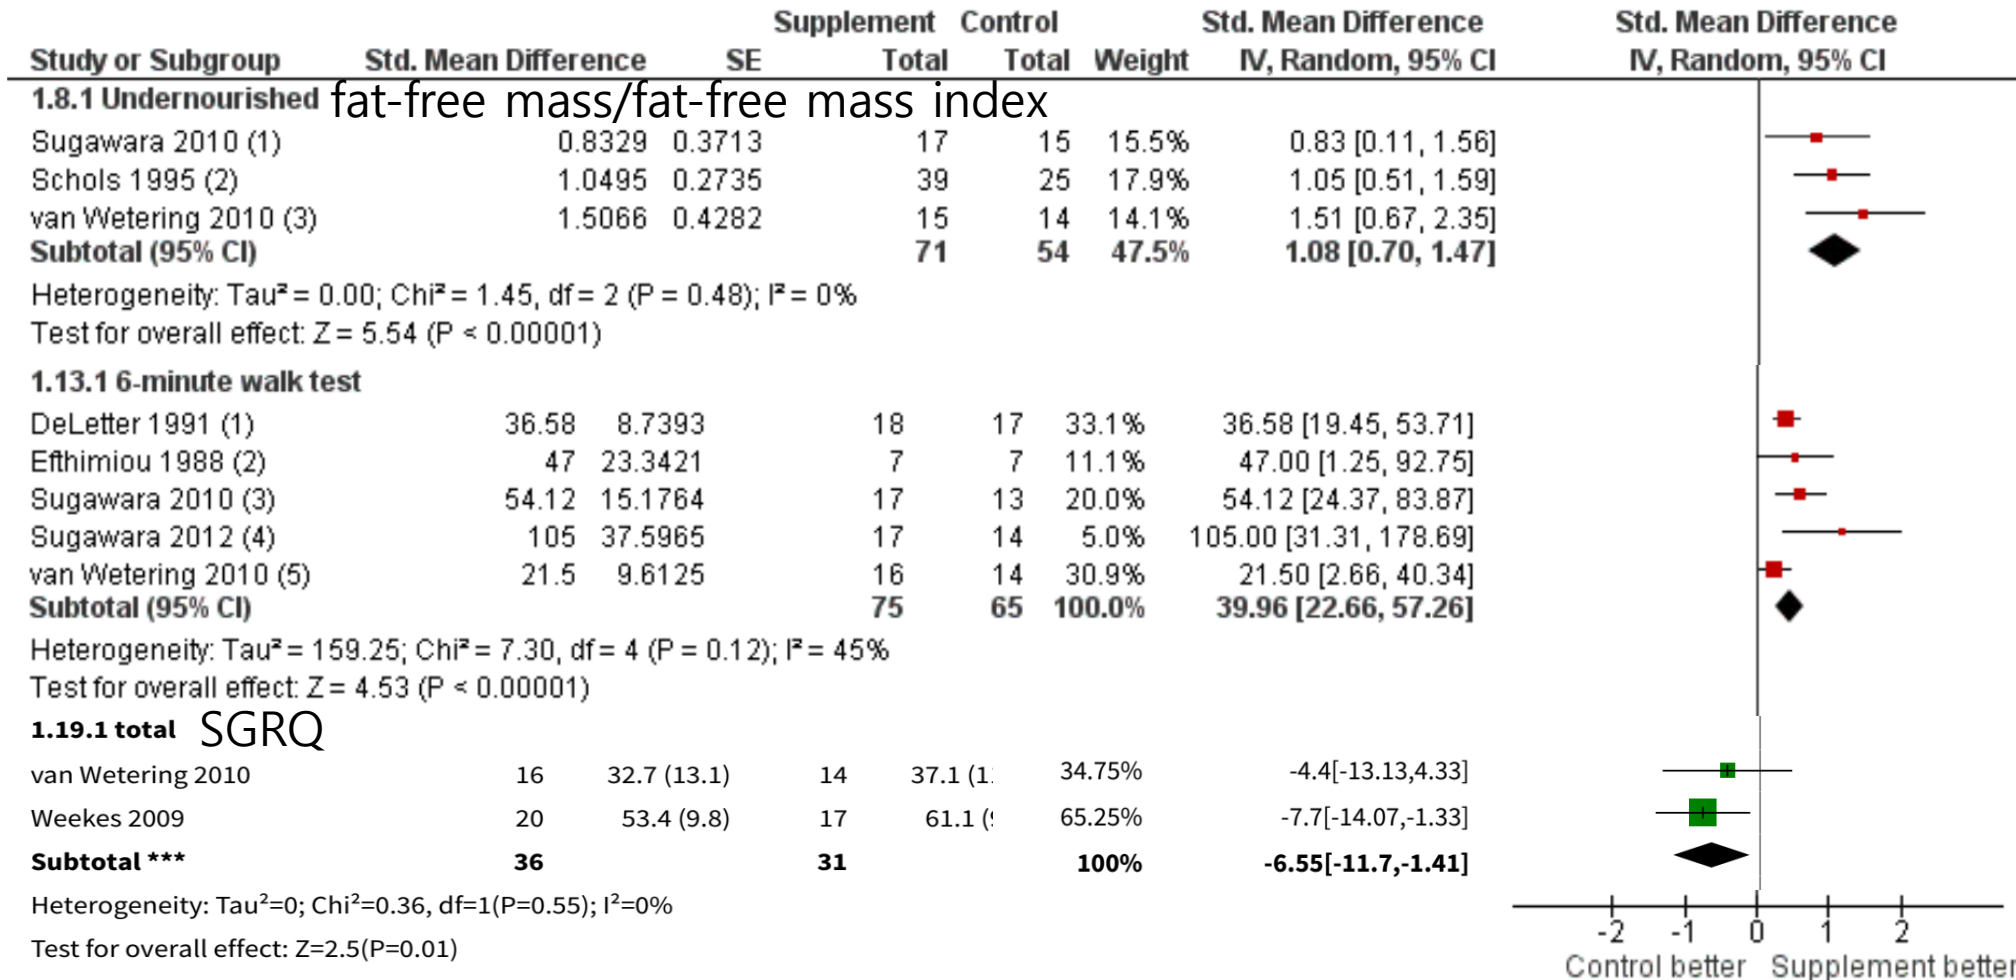 Supplement Control Std. Mean Difference Std. Mean Difference
Study or Subgroup Std. Mean Difference SE Total Total Weight IV, Random, 95% CI IV, Random, 95% CI
1.8.1 Undernourished fat-free mass/fat-free mass index
Sugawara 2010 (1) 0.8329 0.3713 17 15 15.5% 0.83 [0.11, 1.56]
Schols 1995 (2) 1.0495 0.2735 39 25 17.9% 1.05 [0.51, 1.59]
van Wetering 2010 (3) 1.5066 0.4282 15 14 14.1% 1.51 [0.67, 2.35]
Subtotal (95% CI) 71 54 47.5% 1.08 [0.70, 1.47]
Heterogeneity: Tau² = 0.00; Chi² = 1.45, df = 2 (P = 0.48); I² = 0%
Test for overall effect: Z = 5.54 (P < 0.00001)
1.13.1 6-minute walk test
DeLetter 1991 (1) 36.58 8.7393 18 17 33.1% 36.58 [19.45, 53.71]
Efthimiou 1988 (2) 47 23.3421 7 7 11.1% 47.00 [1.25, 92.75]
Sugawara 2010 (3) 54.12 15.1764 17 13 20.0% 54.12 [24.37, 83.87]
Sugawara 2012 (4) 105 37.5965 17 14 5.0% 105.00 [31.31, 178.69]
van Wetering 2010 (5) 21.5 9.6125 16 14 30.9% 21.50 [2.66, 40.34]
Subtotal (95% CI) 75 65 100.0% 39.96 [22.66, 57.26]
Heterogeneity: Tau² = 159.25; Chi² = 7.30, df = 4 (P = 0.12); I² = 45%
Test for overall effect: Z = 4.53 (P < 0.00001)
1.19.1 total SGRQ
van Wetering 2010 16 32.7 (13.1) 14 37.1 34.75% -4.4[-13.13,4.33]
Weekes 2009 20 53.4 (9.8) 17 61.1 65.25% -7.7[-14.07,-1.33]
Subtotal *** 36 31 100% -6.55[-11.7,-1.41]
Heterogeneity: Tau²=0; Chi²=0.36, df=1(P=0.55); I²=0%
Test for overall effect: Z=2.5(P=0.01)
-2 -1 0 1 2
Control better Supplement better